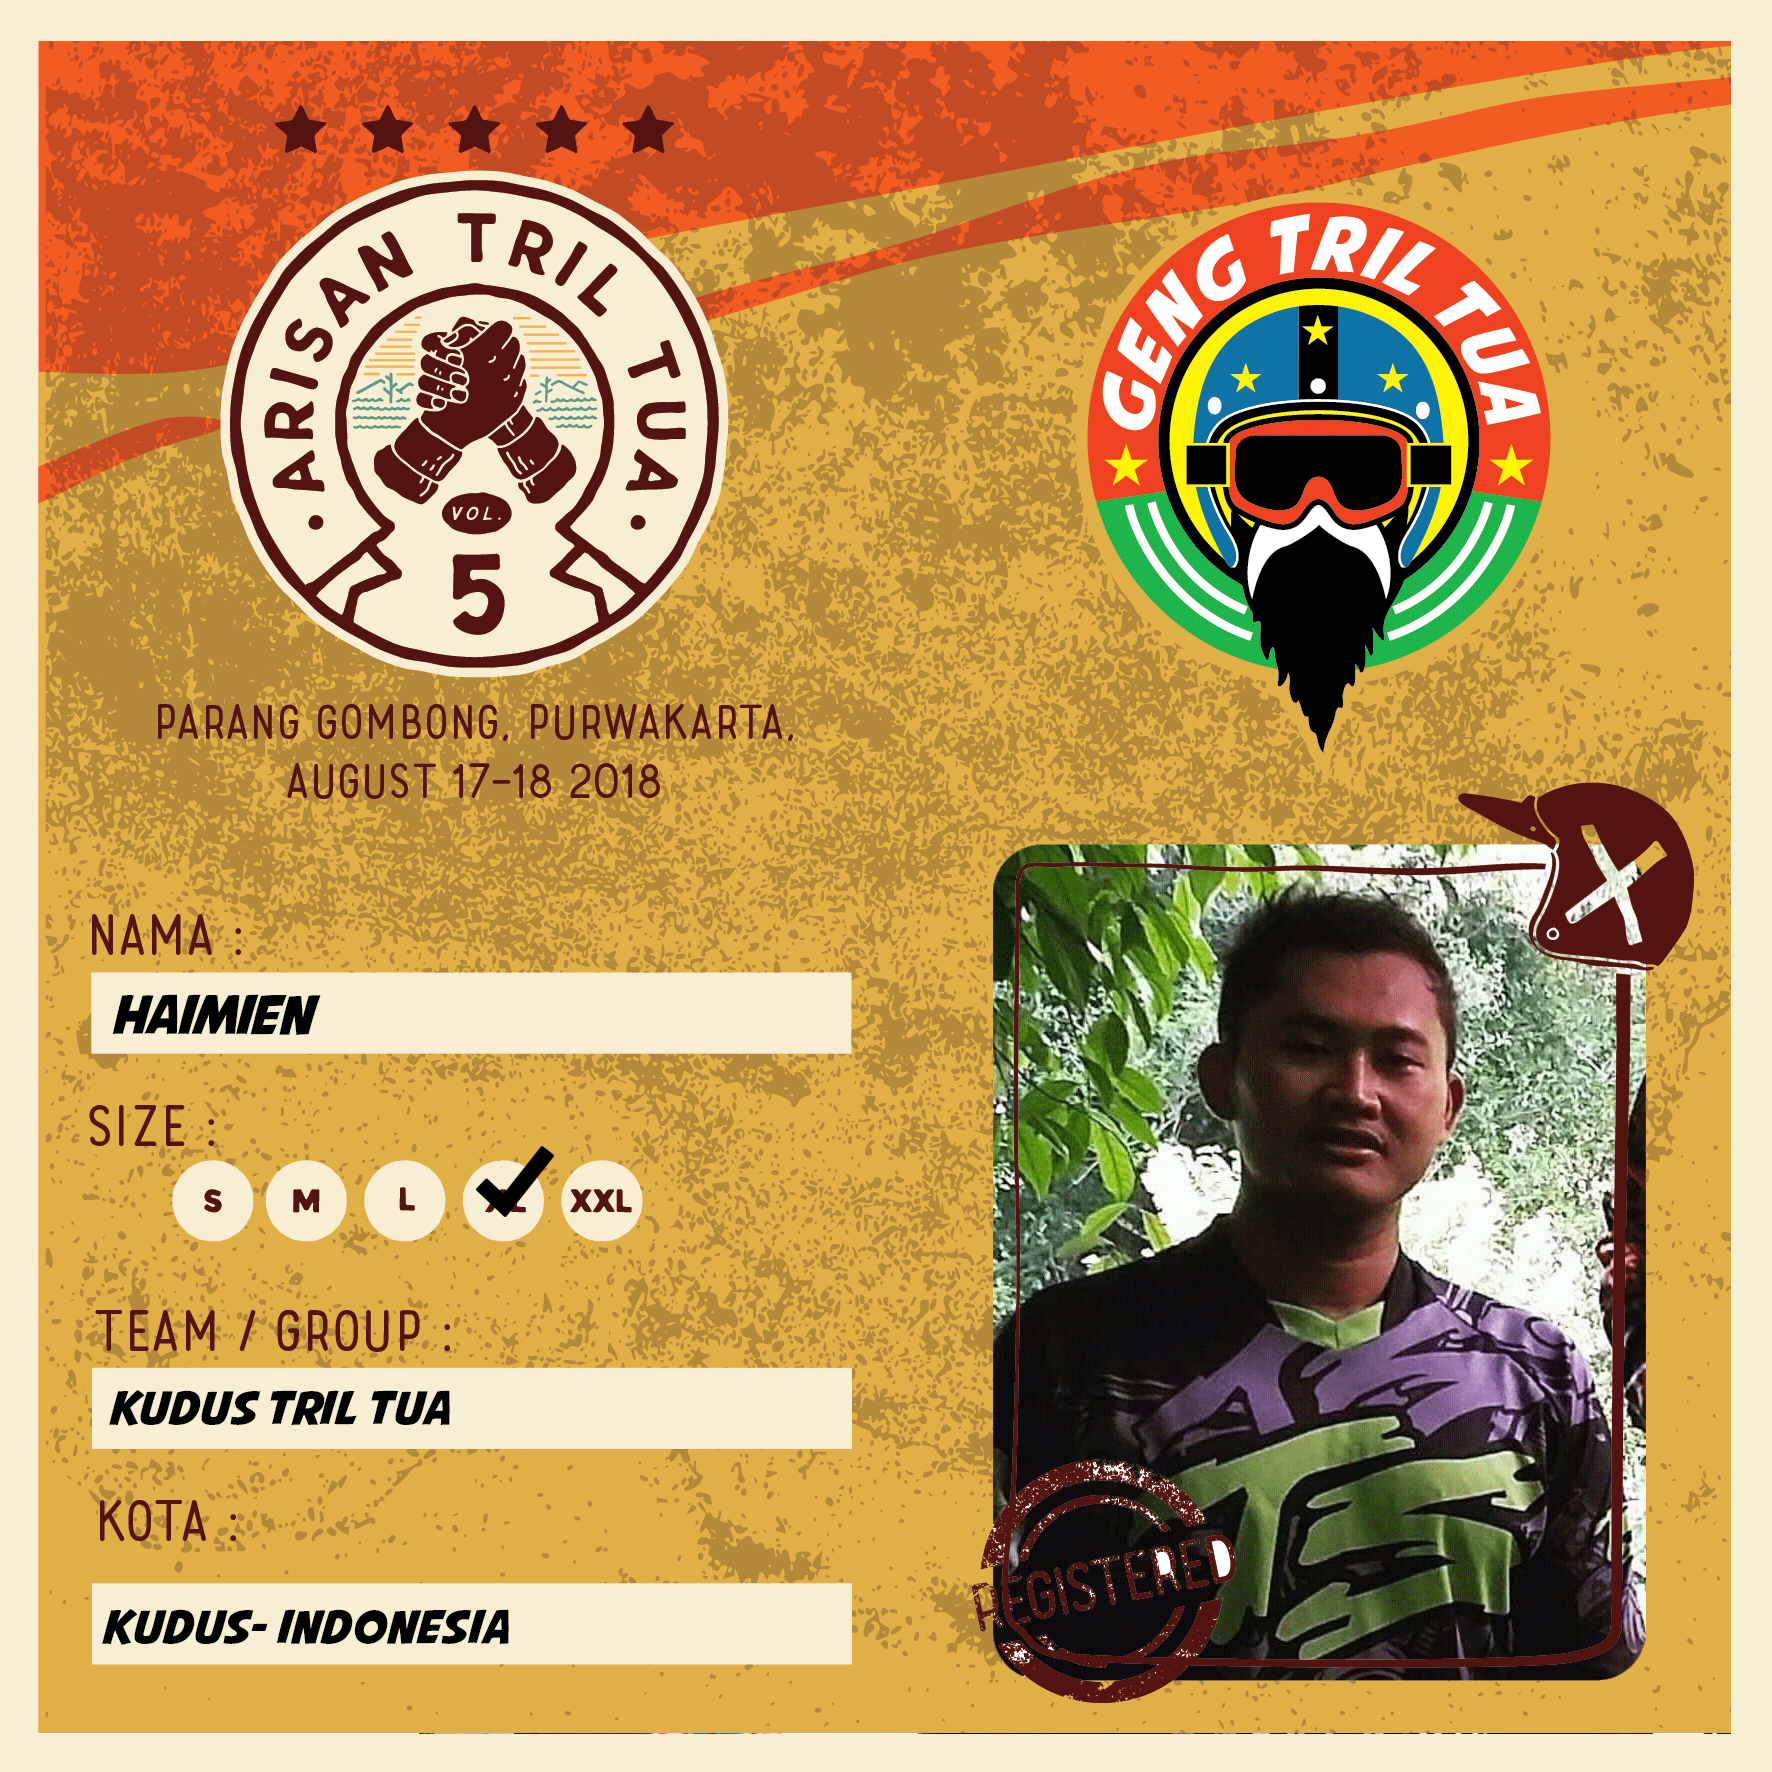 ARISAN TRIL TUA
VOL.
5
GENG TRIL TUA
PARANG GOMBONG, PURWAKARTA,
AUGUST 17-18 2018
NAMA :
HAIMIEN
SIZE :
S M L XL XXL
TEAM / GROUP :
KUDUS TRIL TUA
KOTA :
KUDUS- INDONESIA
REGISTERED